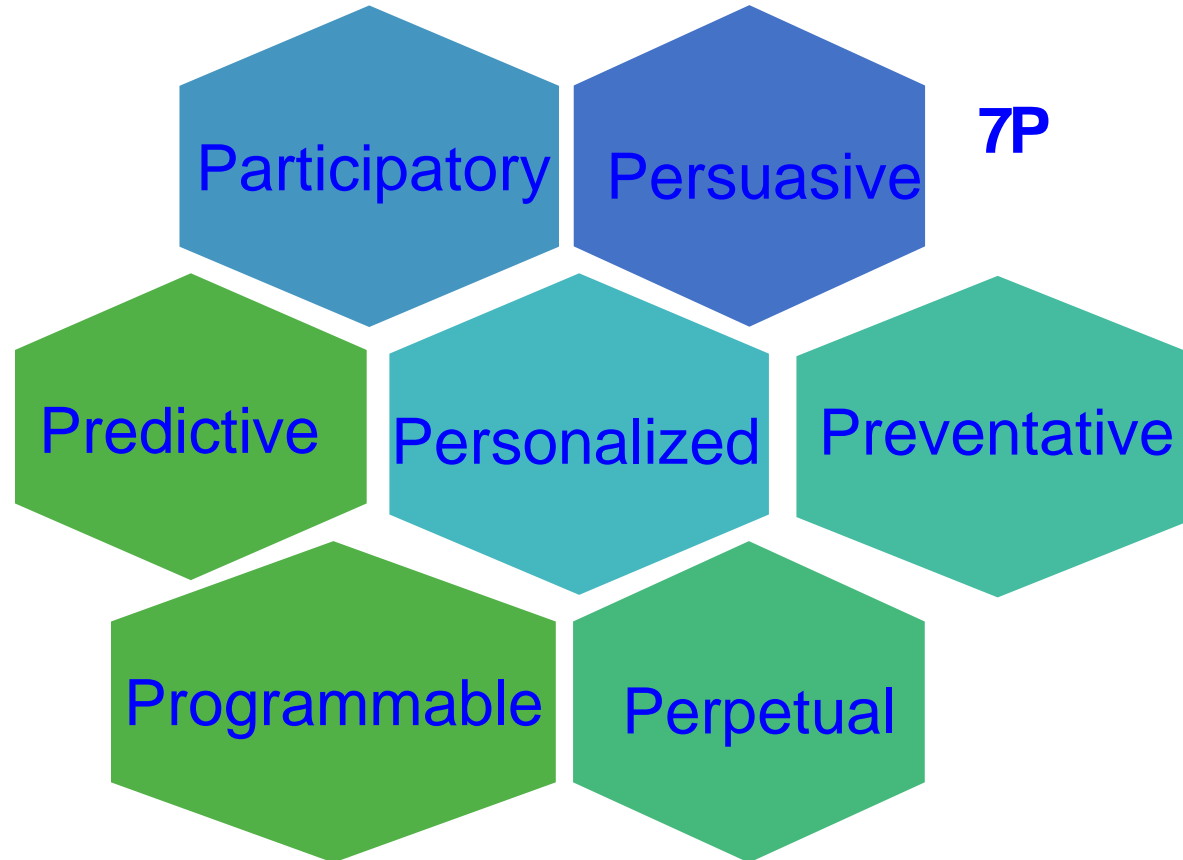 7P
Participatory
Persuasive
Predictive
Personalized
Preventative
Programmable
Perpetual